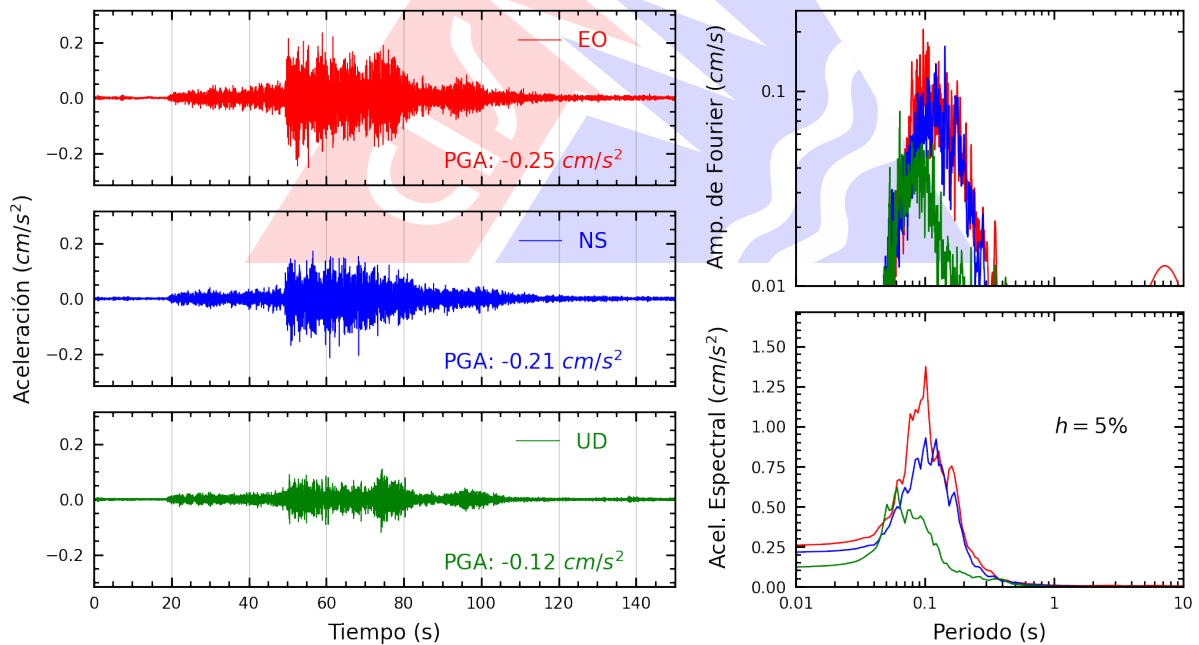 Aceleración (cm/s²)
0.2
0.0
−0.2
EO
PGA: -0.25 cm/s²
0.2
0.0
−0.2
NS
PGA: -0.21 cm/s²
0.2
0.0
−0.2
UD
PGA: -0.12 cm/s²
0 20 40 60 80 100 120 140
Tiempo (s)
Amp. de Fourier (cm/s)
0.1
0.01
Acel. Espectral (cm/s²)
1.50
1.25
1.00
0.75
0.50
0.25
0.00
h = 5%
0.01 0.1 1 10
Periodo (s)